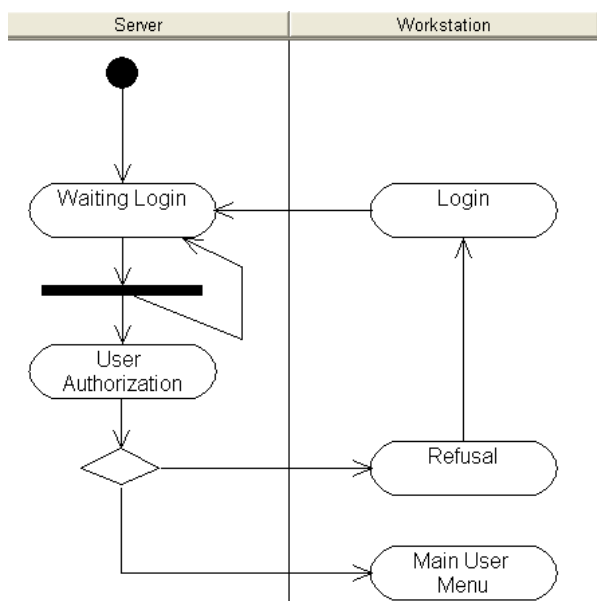 Server
Workstation
Waiting Login
Login
User
Authorization
Refusal
Main User
Menu